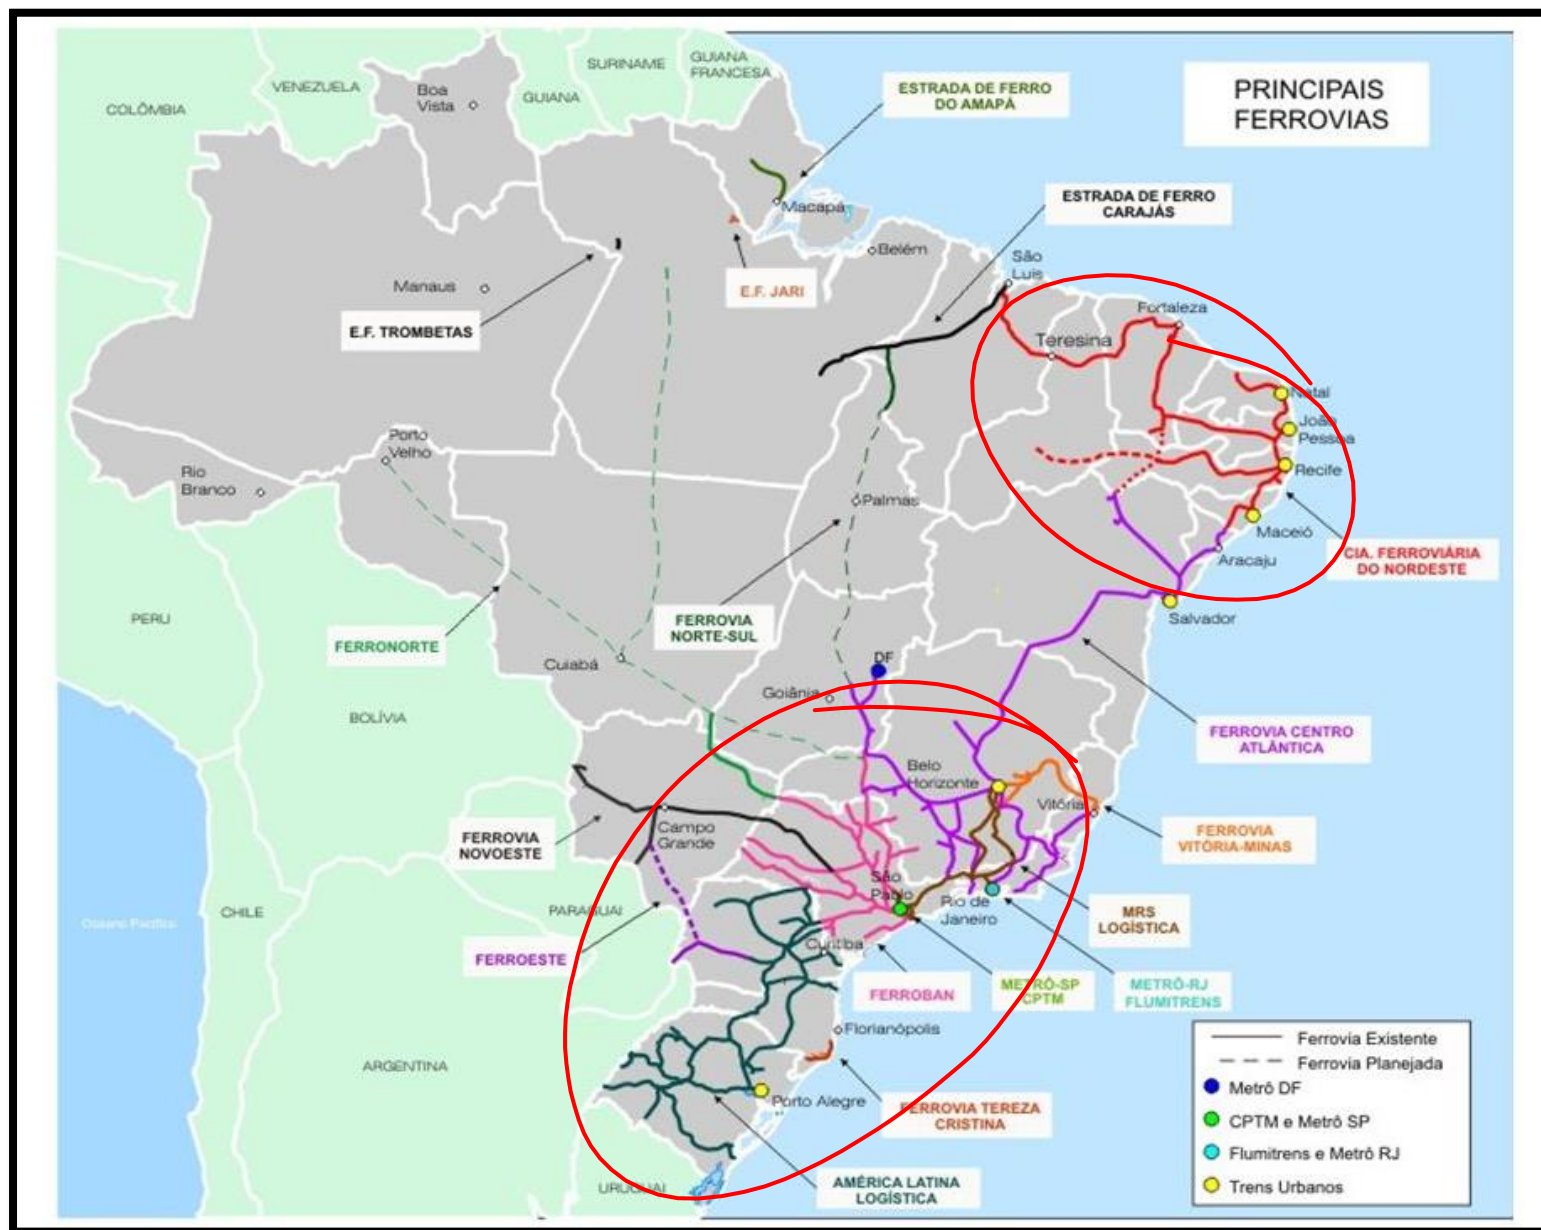 PRINCIPAIS
FERROVIAS
COLÔMBIA
VENEZUELA
Boa
Vista
GUIANA
SURINAME
GUIANA
FRANCESA
ESTRADA DE FERRO
DO AMAPÁ
Macapá
ESTRADA DE FERRO
CARAJÁS
Belém
São
Luis
Manaus
E.F. TROMBETAS
E.F. JARI
Fortaleza
Teresina
Natal
João
Pessoa
Recife
Maceió
Aracaju
CIA. FERROVIÁRIA
DO NORDESTE
Porto
Velho
Rio
Branco
Palmas
PERU
FERRONORTE
FERROVIA
NORTE-SUL
Salvador
Cuiabá
DF
Goiânia
BOLÍVIA
FERROVIA CENTRO
ATLÂNTICA
Belo
Horizonte
Vitória
FERROVIA
NOVOESTE
Campo
Grande
FERROVIA
VITÓRIA-MINAS
São
Pablo
Rio de
Janeiro
MRS
LOGÍSTICA
Oceano Pacífico
CHILE
PARAGUAI
FERROESTE
Curitiba
FERROBAN
METRÔ-SP
CPTM
METRÔ-RJ
FLUMITRENS
Florianópolis
ARGENTINA
Porto Alegre
FERROVIA TEREZA
CRISTINA
URUGUAI
AMÉRICA LATINA
LOGÍSTICA
Ferrovia Existente
Ferrovia Planejada
Metrô DF
CPTM e Metrô SP
Flumitrens e Metrô RJ
Trens Urbanos